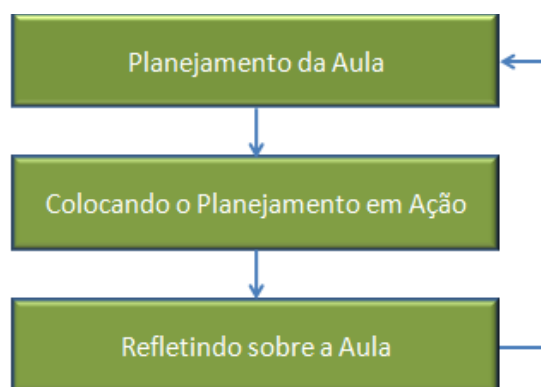 Planejamento da Aula
Colocando o Planejamento em Ação
Refletindo sobre a Aula